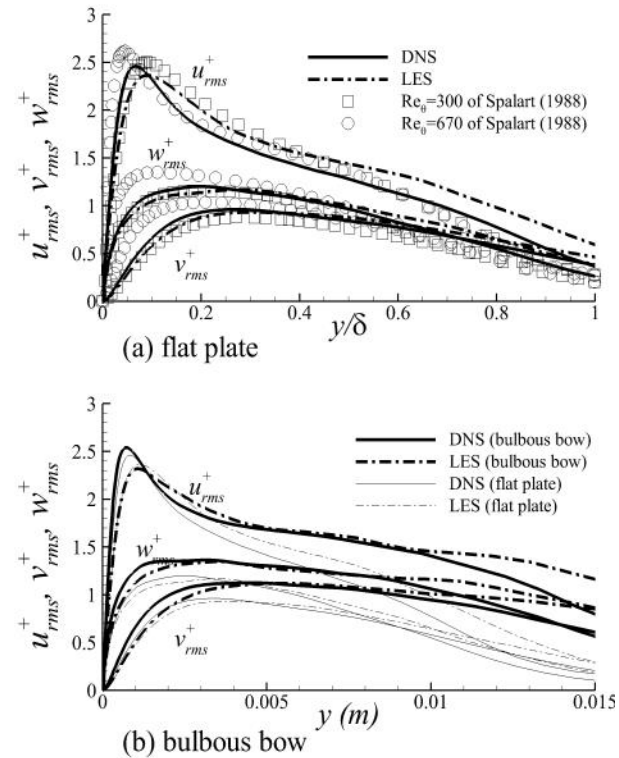 3
2.5
2
1.5
1
0.5
0
u⁺rms, v⁺rms, w⁺rms
u⁺rms
w⁺rms
v⁺rms
DNS
LES
Reθ=300 of Spalart (1988)
Reθ=670 of Spalart (1988)
0 0.2 0.4 0.6 0.8 1
y/δ
(a) flat plate
3
2.5
2
1.5
1
0.5
0
u⁺rms, v⁺rms, w⁺rms
u⁺rms
w⁺rms
v⁺rms
DNS (bulbous bow)
LES (bulbous bow)
DNS (flat plate)
LES (flat plate)
0 0.005 0.01 0.015
y (m)
(b) bulbous bow